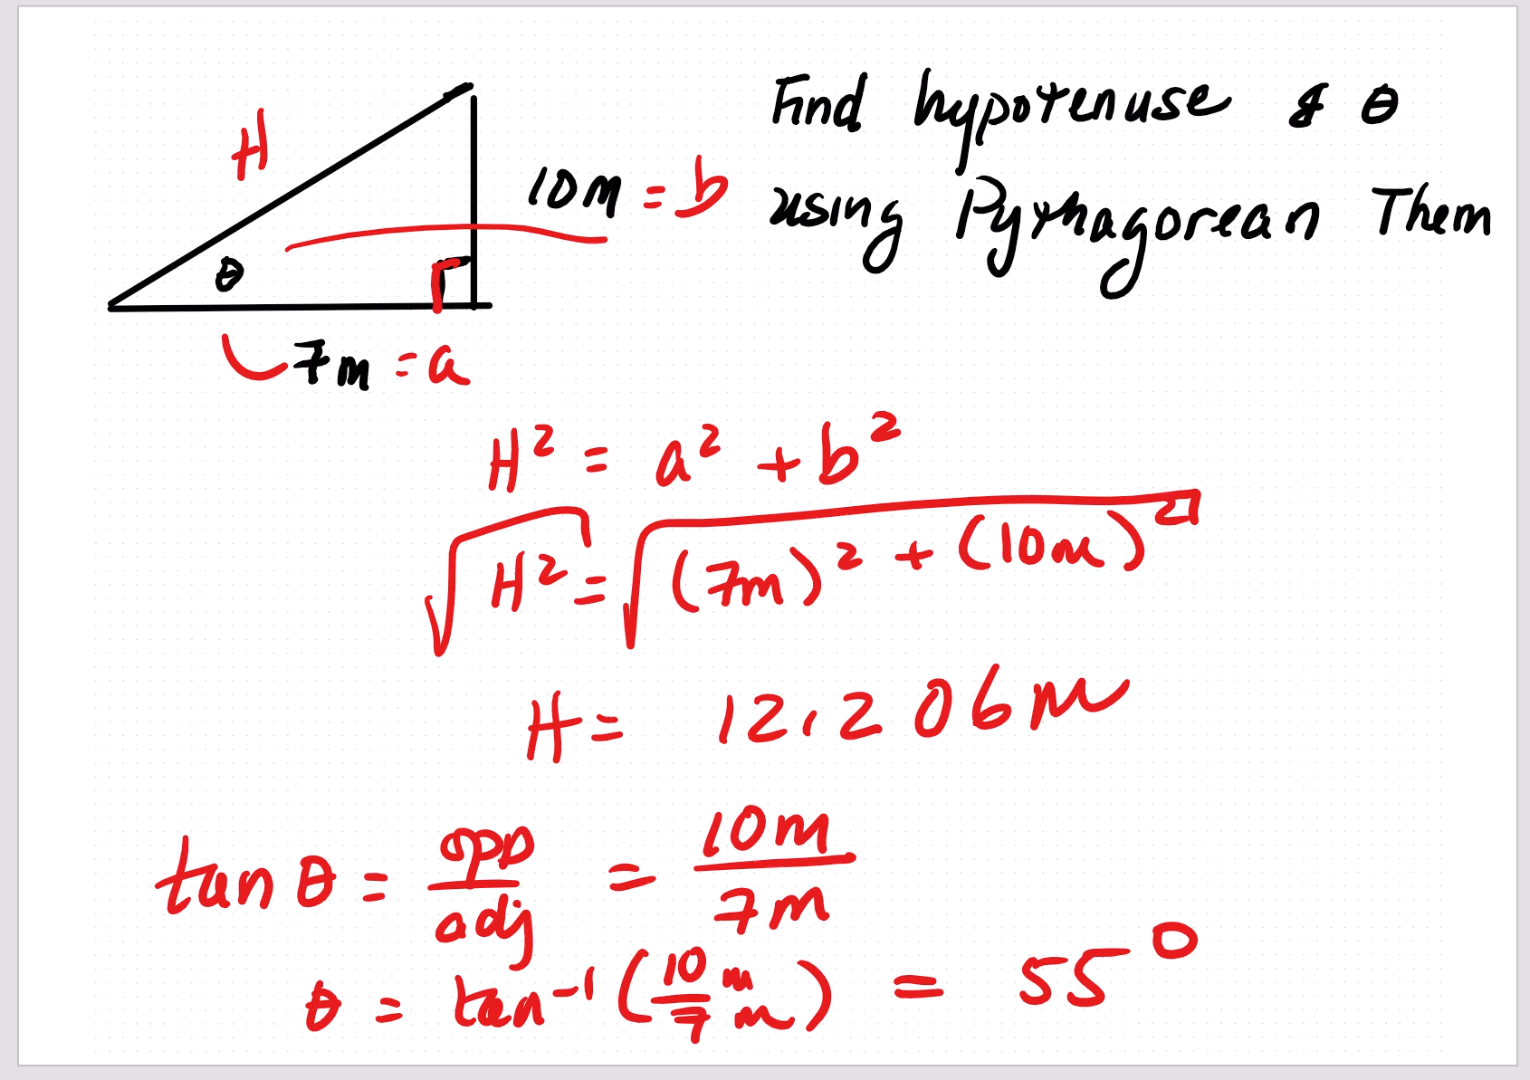 Find hypotenuse & θ
using Pythagorean Them
H
10m = b
θ
7m = a
H² = a² + b²
√H² = √(7m)² + (10m)²
H = 12.206m
tan θ = opp/adj = 10m/7m
θ = tan⁻¹(10m/7m) = 55°